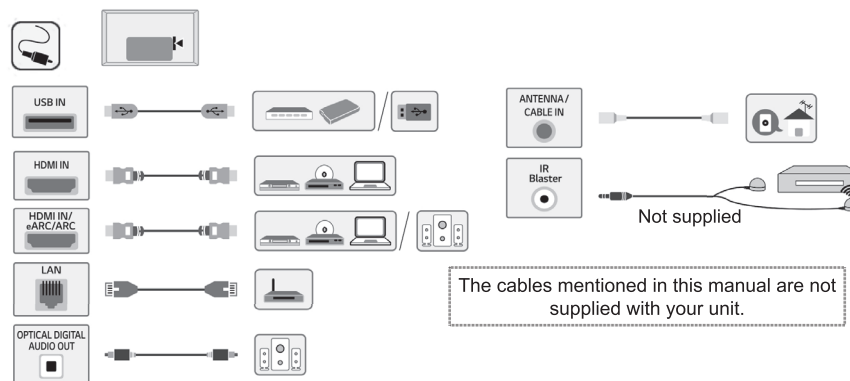 USB IN
HDMI IN
HDMI IN/
eARC/ARC
LAN
OPTICAL DIGITAL
AUDIO OUT
ANTENNA/
CABLE IN
IR
Blaster
Not supplied
The cables mentioned in this manual are not
supplied with your unit.